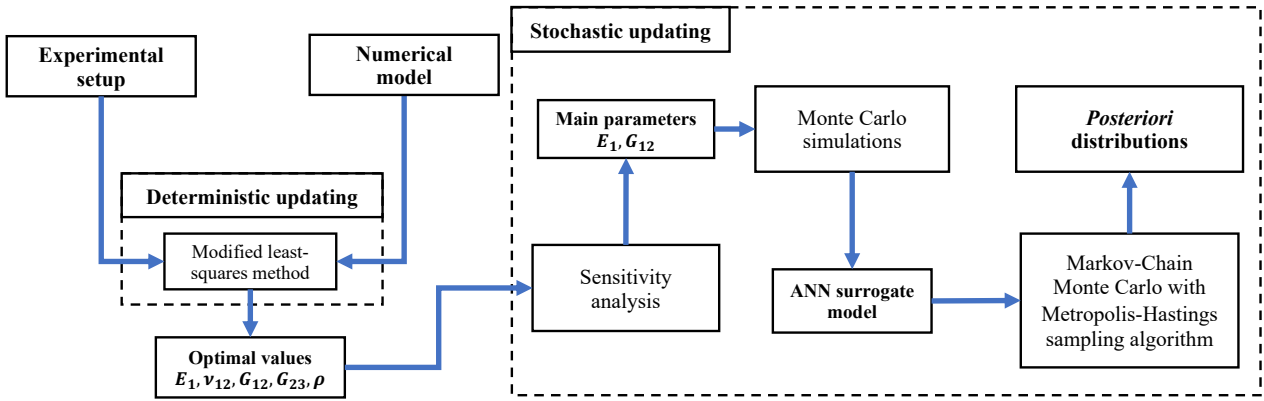 Experimental
setup
Numerical
model
Deterministic updating
Modified least-
squares method
Optimal values
E₁, ν₁₂, G₁₂, G₂₃, ρ
Stochastic updating
Sensitivity
analysis
Main parameters
E₁, G₁₂
Monte Carlo
simulations
ANN surrogate
model
Markov-Chain
Monte Carlo with
Metropolis-Hastings
sampling algorithm
Posteriori
distributions